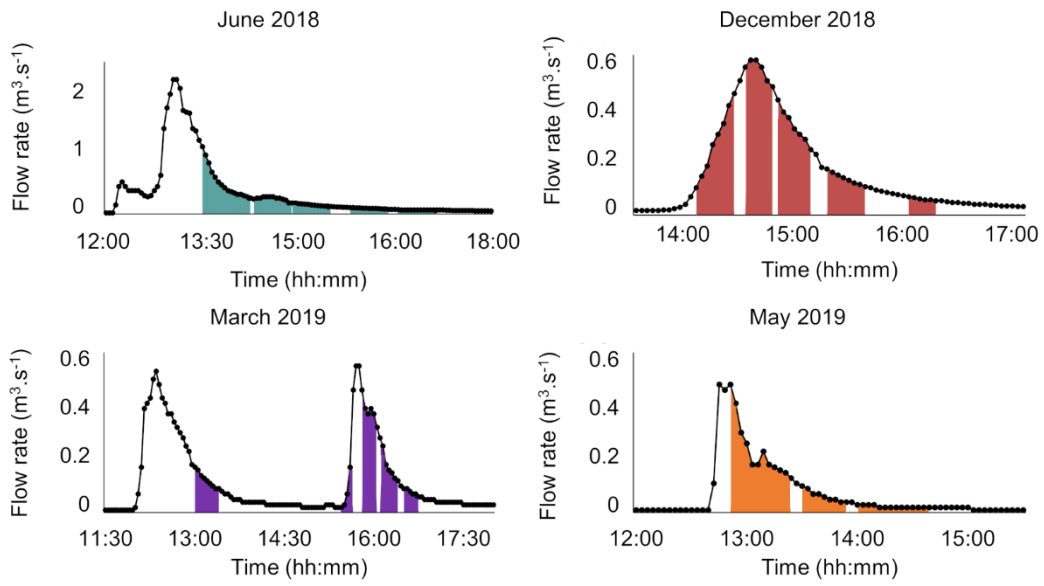 June 2018
Flow rate (m³.s⁻¹)
2
1
0
12:00 13:30 15:00 16:00 18:00
Time (hh:mm)
December 2018
Flow rate (m³.s⁻¹)
0.6
0.4
0.2
0
14:00 15:00 16:00 17:00
Time (hh:mm)
March 2019
Flow rate (m³.s⁻¹)
0.6
0.4
0.2
0
11:30 13:00 14:30 16:00 17:30
Time (hh:mm)
May 2019
Flow rate (m³.s⁻¹)
0.6
0.4
0.2
0
12:00 13:00 14:00 15:00
Time (hh:mm)